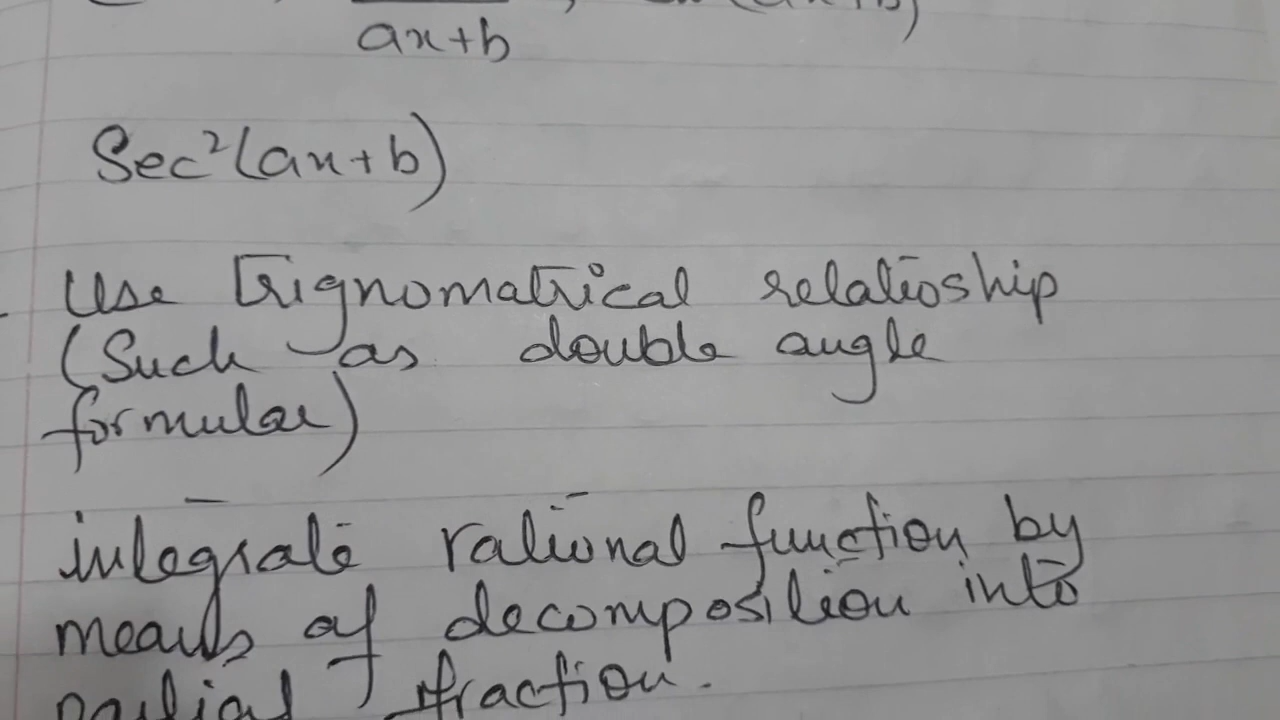 ax+b
Sec²(ax+b)
Use Trignomatrical relatioship
(Such as double angle
formulae)
integrate rational function by
means of decomposition into
partial fraction.